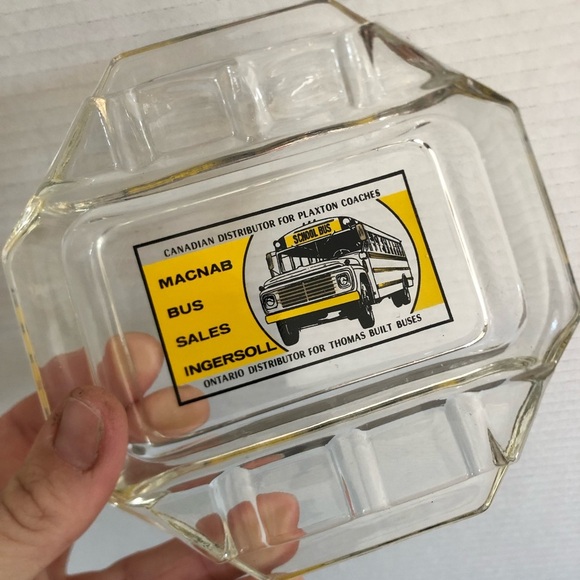 CANADIAN DISTRIBUTOR FOR PLAXTON COACHES
SCHOOL BUS
MACNAB
BUS
SALES
INGERSOLL
ONTARIO DISTRIBUTOR FOR THOMAS BUILT BUSES